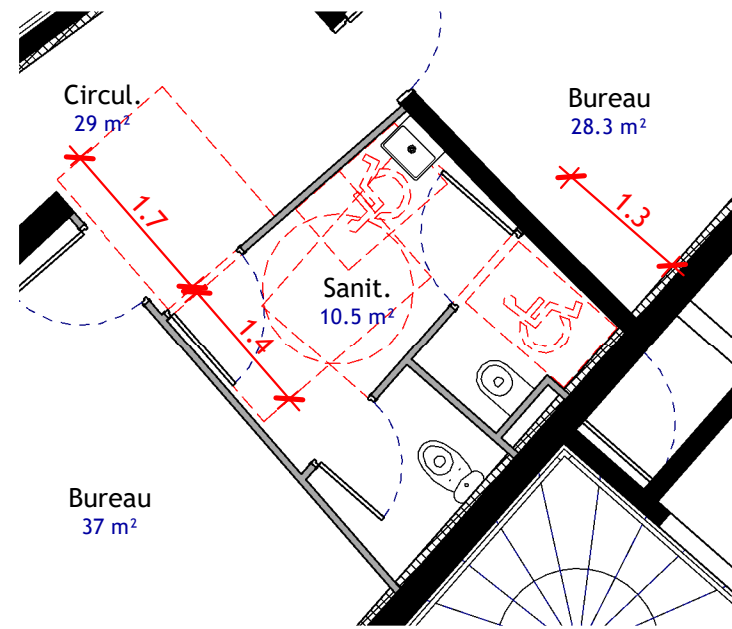 Circul.
29 m²
Bureau
28.3 m²
1.7
1.3
Sanit.
10.5 m²
1.4
Bureau
37 m²